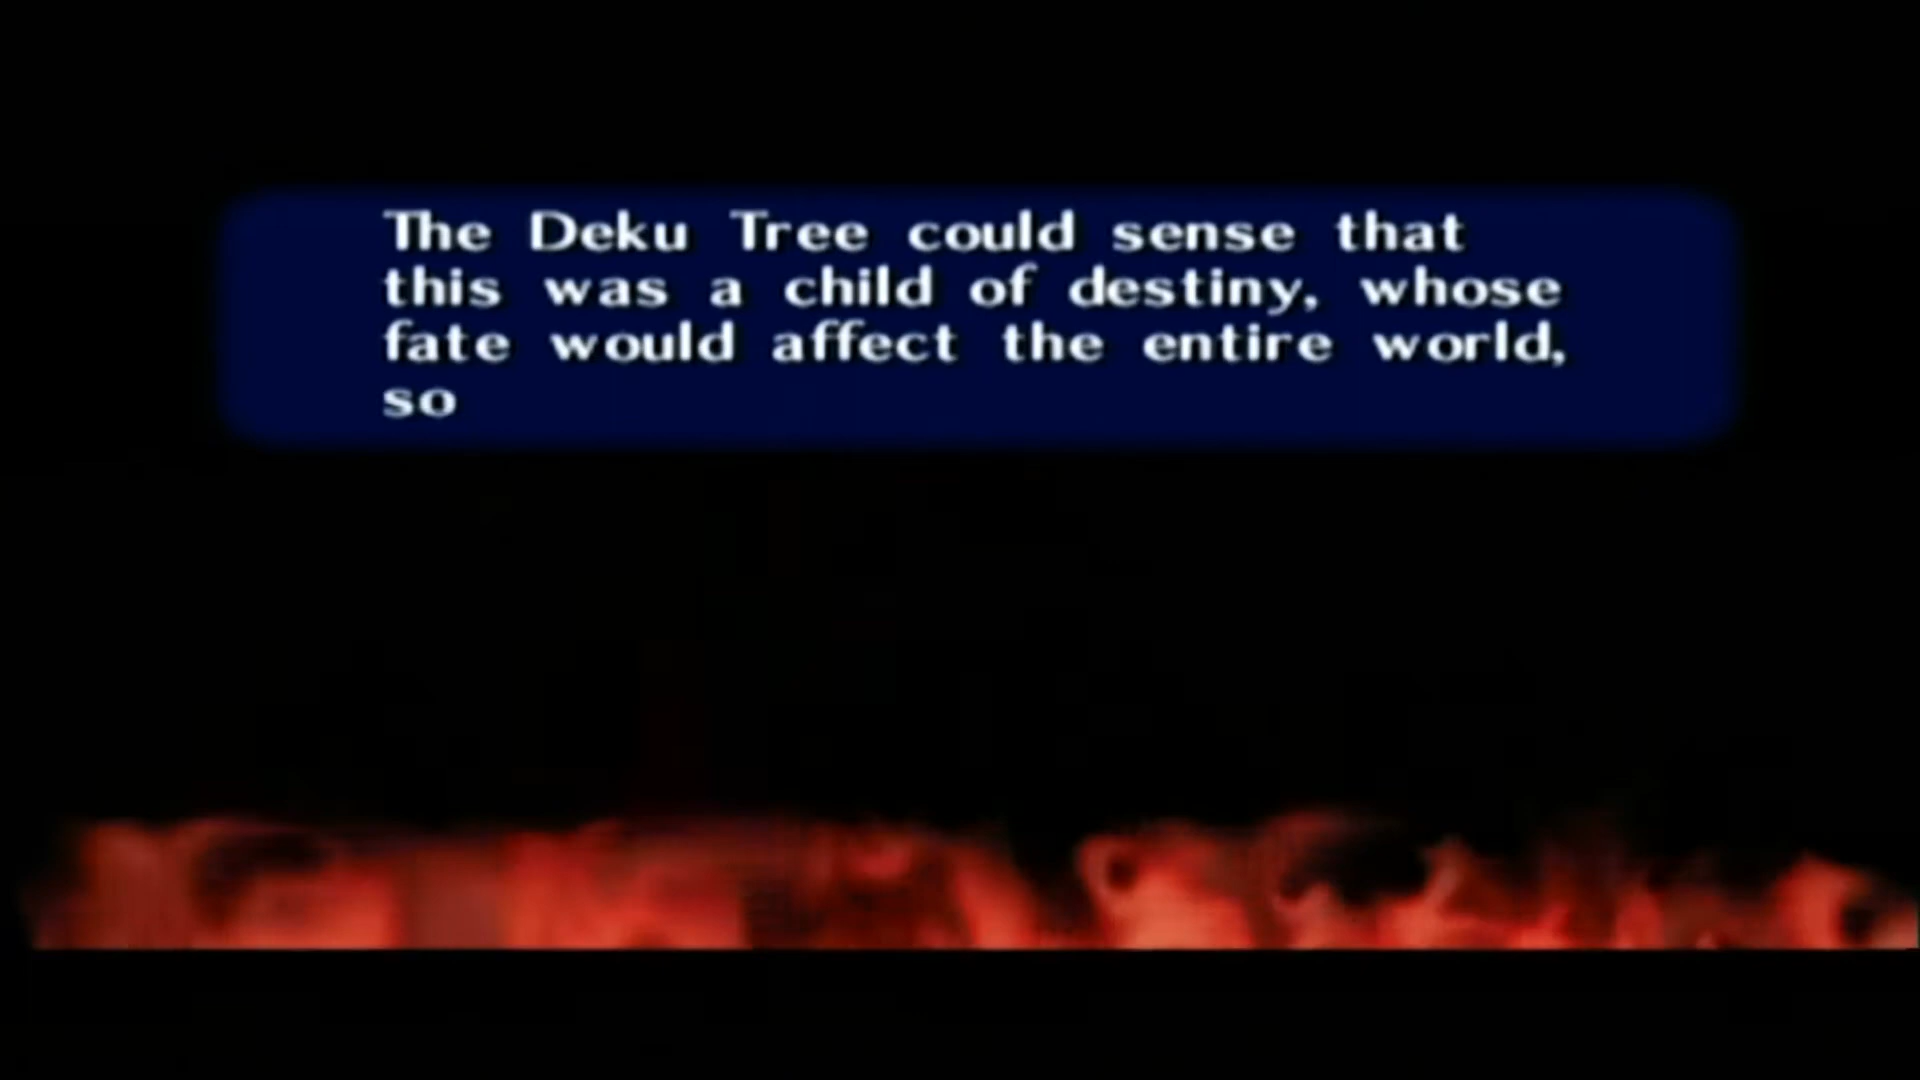 The Deku Tree could sense that
this was a child of destiny, whose
fate would affect the entire world,
so